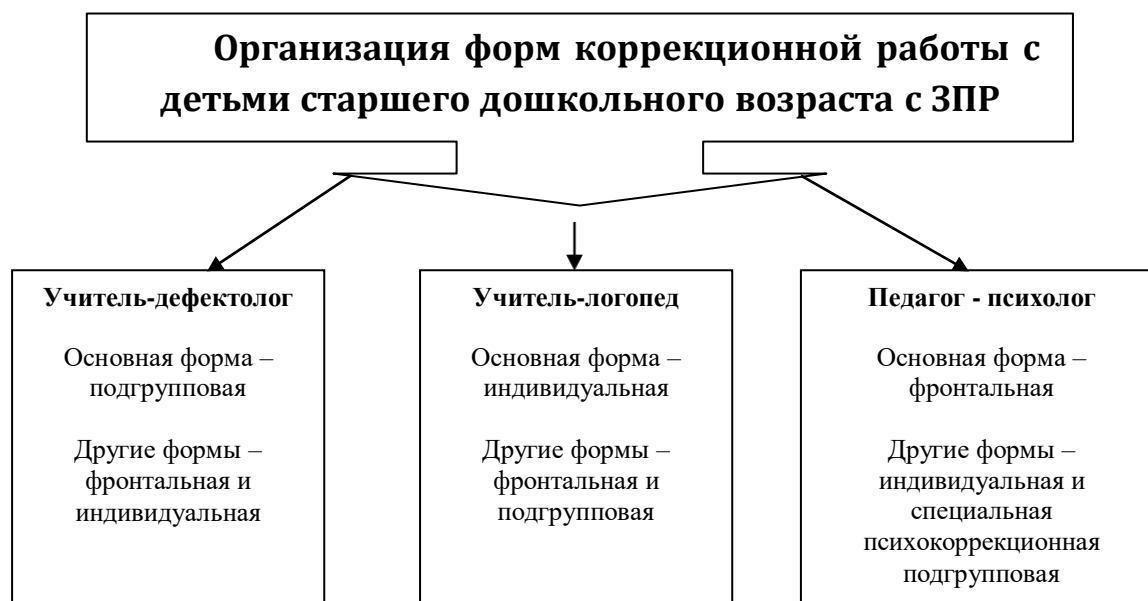 Организация форм коррекционной работы с
детьми старшего дошкольного возраста с ЗПР
Учитель-дефектолог
Основная форма –
подгрупповая
Другие формы –
фронтальная и
индивидуальная
Учитель-логопед
Основная форма –
индивидуальная
Другие формы –
фронтальная и
подгрупповая
Педагог - психолог
Основная форма –
фронтальная
Другие формы –
индивидуальная и
специальная
психокоррекционная
подгрупповая